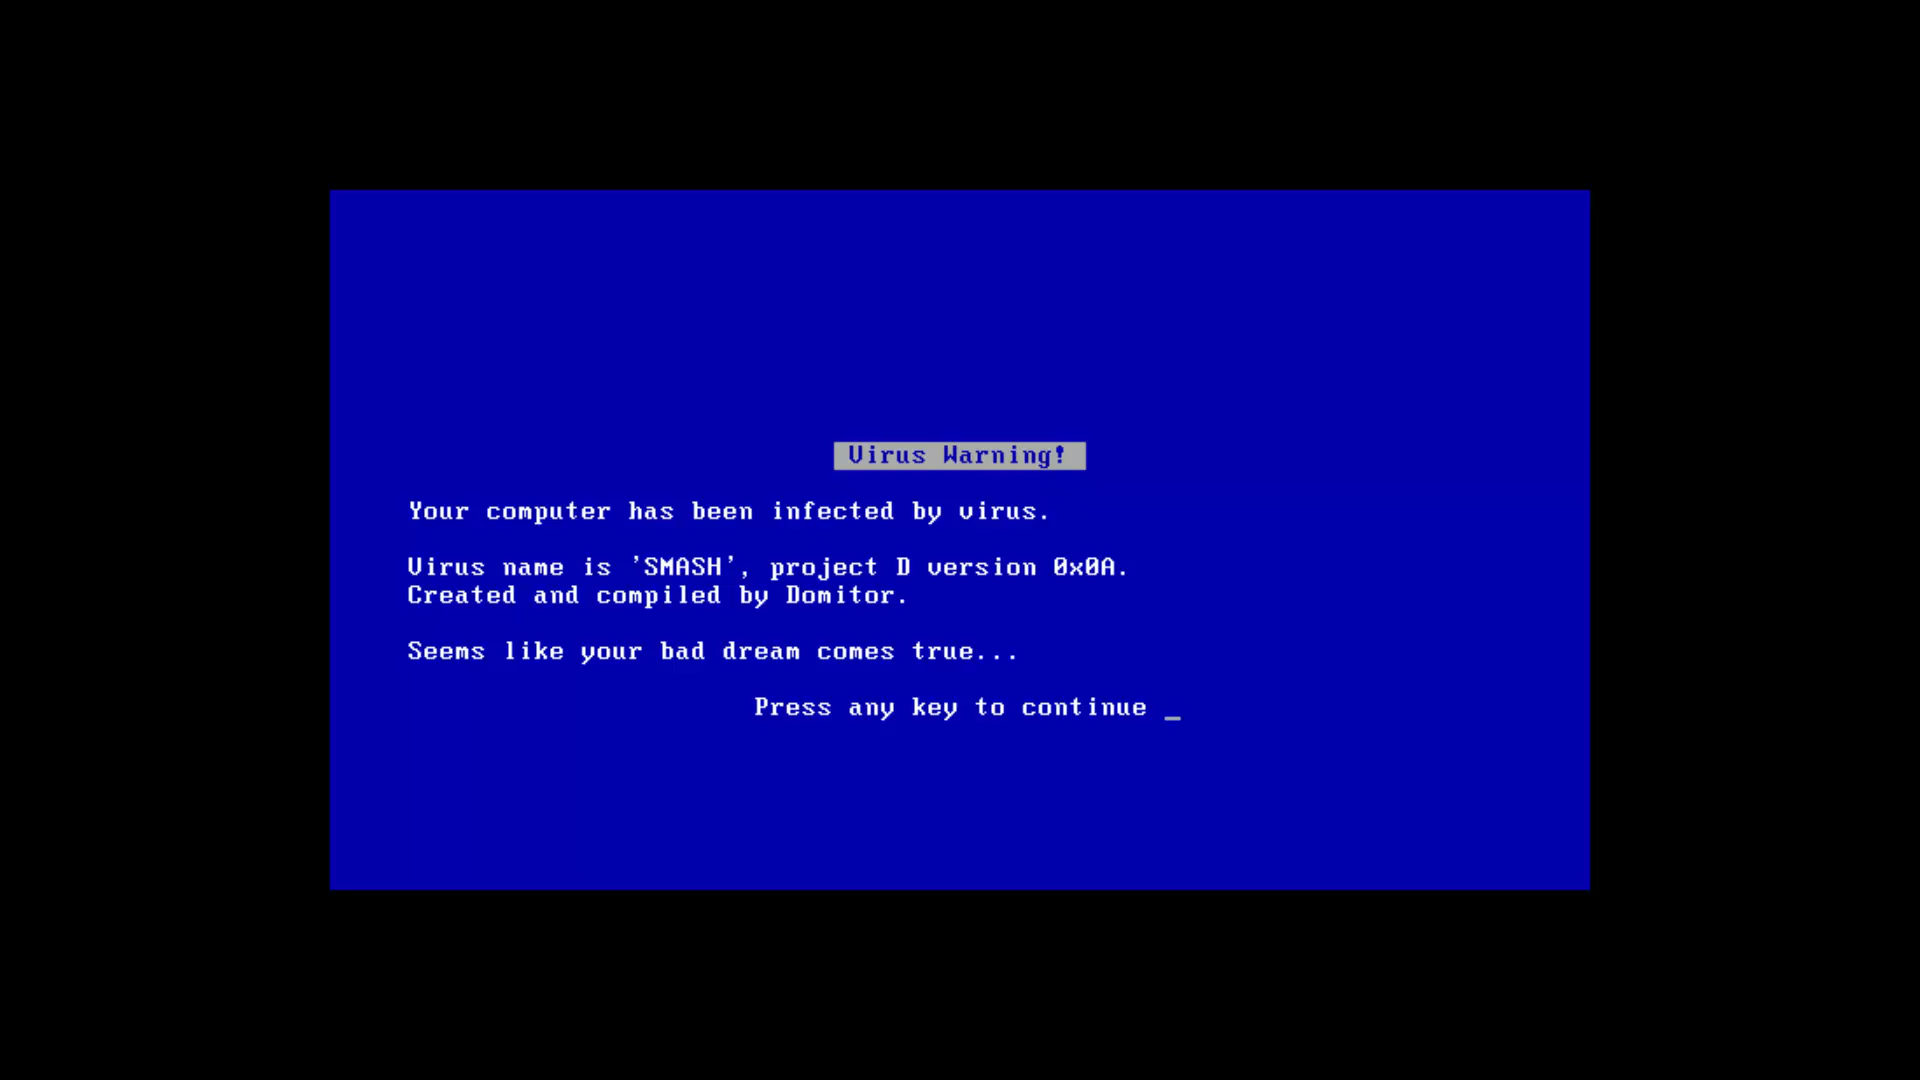 Virus Warning!
Your computer has been infected by virus.
Virus name is 'SMASH', project D version 0x0A.
Created and compiled by Domitor.
Seems like your bad dream comes true...
Press any key to continue _